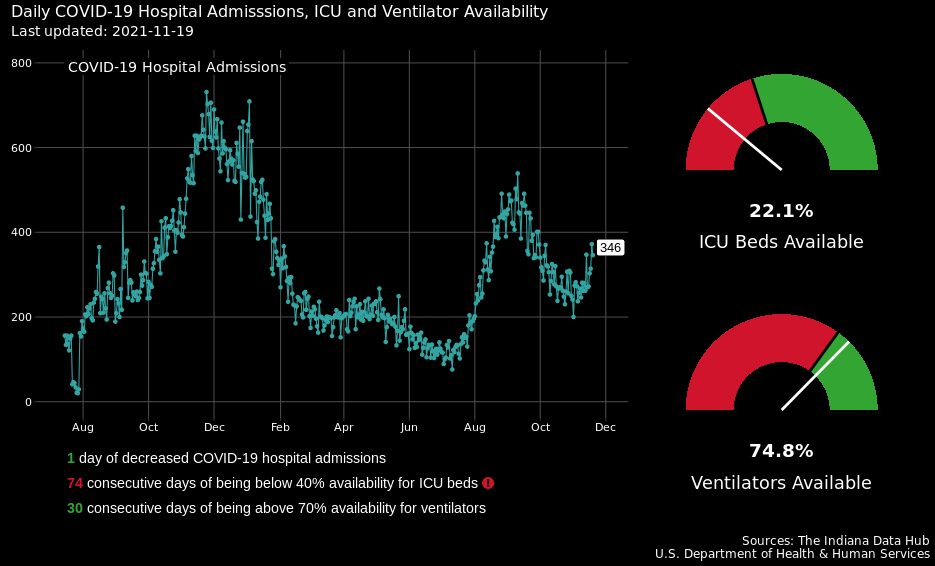 Daily COVID-19 Hospital Admisssions, ICU and Ventilator Availability
Last updated: 2021-11-19
COVID-19 Hospital Admissions
800
600
400
200
0
346
Aug Oct Dec Feb Apr Jun Aug Oct Dec
22.1%
ICU Beds Available
74.8%
Ventilators Available
1 day of decreased COVID-19 hospital admissions
74 consecutive days of being below 40% availability for ICU beds
30 consecutive days of being above 70% availability for ventilators
Sources: The Indiana Data Hub
U.S. Department of Health & Human Services